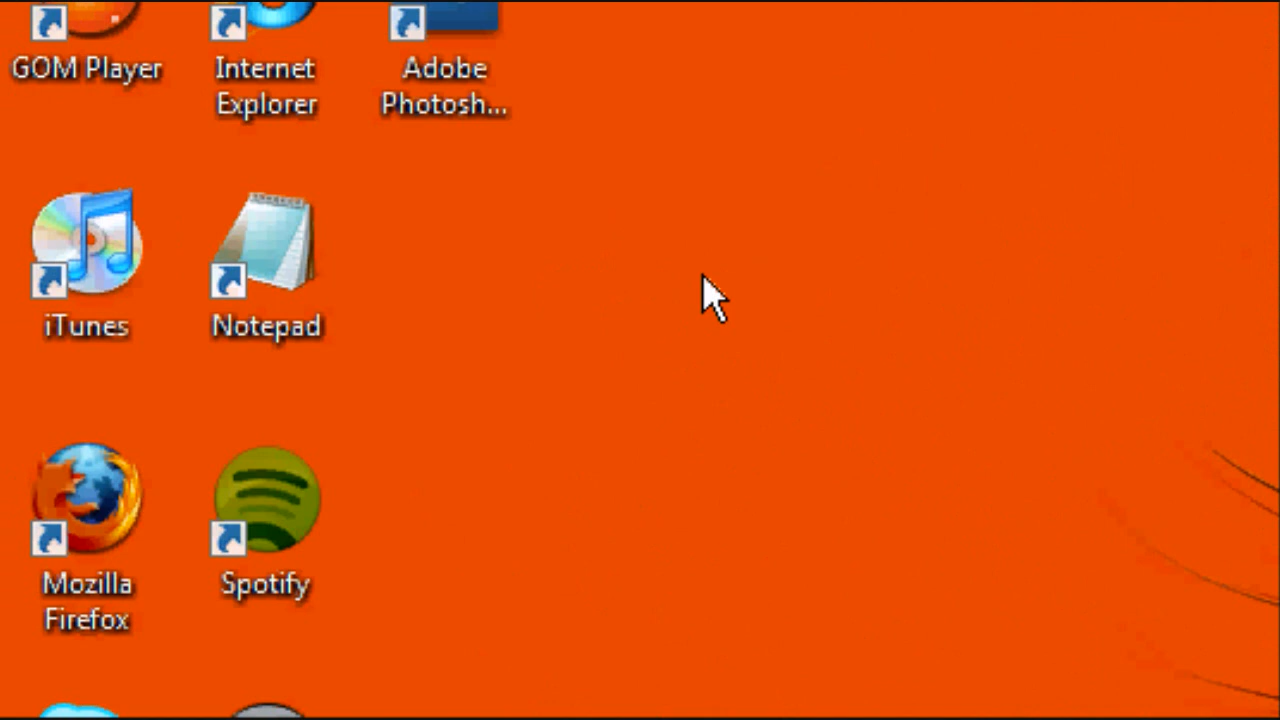 GOM Player
Internet
Explorer
Adobe
Photosh...
iTunes
Notepad
Mozilla
Firefox
Spotify